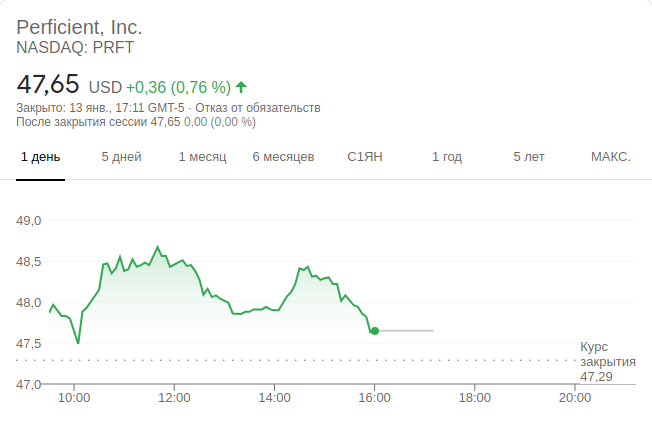 Perficient, Inc.
NASDAQ: PRFT
47,65 USD +0,36 (0,76 %)
Закрыто: 13 янв., 17:11 GMT-5 · Отказ от обязательств
После закрытия сессии 47,65 0,00 (0,00 %)
1 день 5 дней 1 месяц 6 месяцев С1ЯН 1 год 5 лет МАКС.
49,0
48,5
48,0
47,5
Курс
закрытия
47,29
47,0
10:00 12:00 14:00 16:00 18:00 20:00